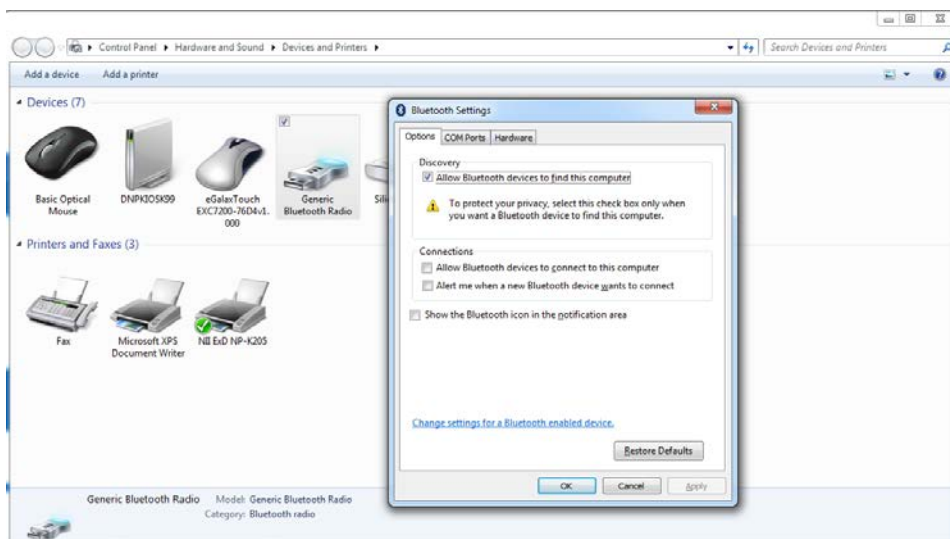 Control Panel ▸ Hardware and Sound ▸ Devices and Printers ▸
Search Devices and Printers
Add a device Add a printer
Devices (7)
Basic Optical
Mouse
DNPKIOSK99
eGalaxTouch
EXC7200-76D4v1.
000
Generic
Bluetooth Radio
Printers and Faxes (3)
Fax
Microsoft XPS
Document Writer
NII ExD NP-K205
Bluetooth Settings
Options COM Ports Hardware
Discovery
Allow Bluetooth devices to find this computer
To protect your privacy, select this check box only when
you want a Bluetooth device to find this computer.
Connections
Allow Bluetooth devices to connect to this computer
Alert me when a new Bluetooth device wants to connect
Show the Bluetooth icon in the notification area
Change settings for a Bluetooth enabled device.
Restore Defaults
OK Cancel Apply
Generic Bluetooth Radio Model: Generic Bluetooth Radio
Category: Bluetooth radio